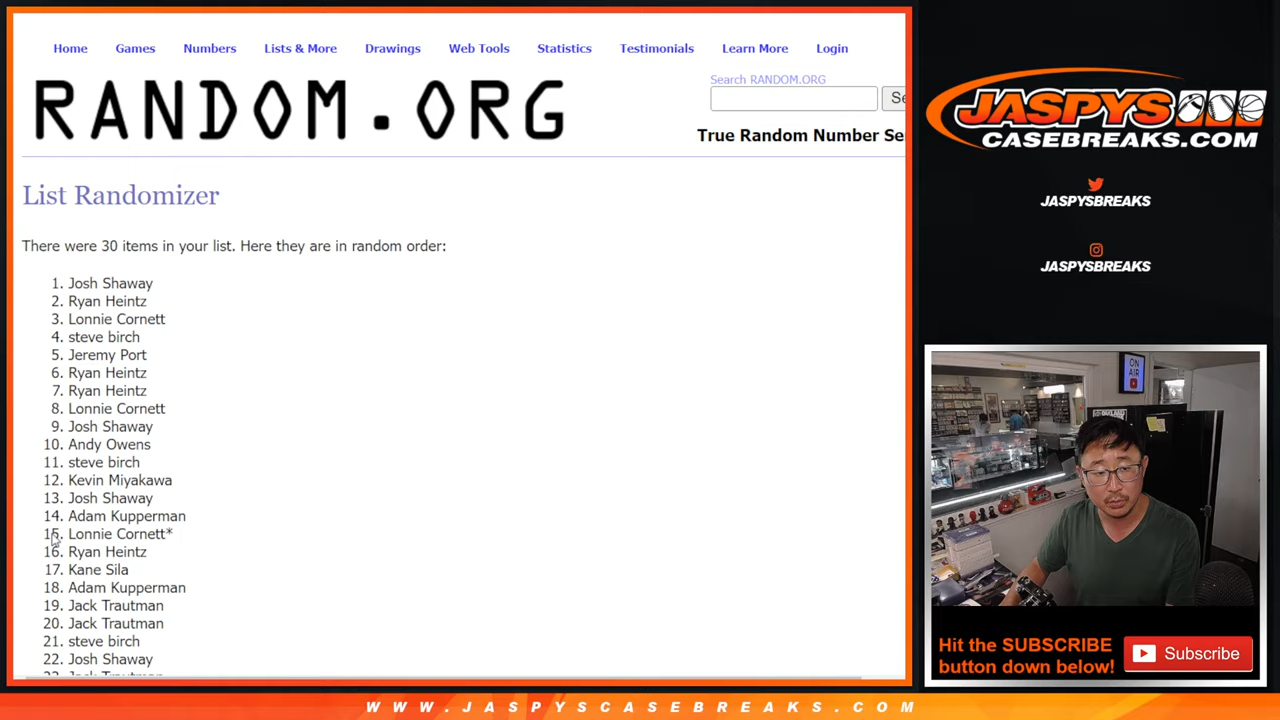 Home Games Numbers Lists & More Drawings Web Tools Statistics Testimonials Learn More Login
RANDOM.ORG
Search RANDOM.ORG
Se
True Random Number Se
List Randomizer
There were 30 items in your list. Here they are in random order:
1. Josh Shaway
2. Ryan Heintz
3. Lonnie Cornett
4. steve birch
5. Jeremy Port
6. Ryan Heintz
7. Ryan Heintz
8. Lonnie Cornett
9. Josh Shaway
10. Andy Owens
11. steve birch
12. Kevin Miyakawa
13. Josh Shaway
14. Adam Kupperman
15. Lonnie Cornett*
16. Ryan Heintz
17. Kane Sila
18. Adam Kupperman
19. Jack Trautman
20. Jack Trautman
21. steve birch
22. Josh Shaway
JASPYS
CASEBREAKS.COM
JASPYSBREAKS
JASPYSBREAKS
ON
AIR
Hit the SUBSCRIBE
button down below!
Subscribe
WWW.JASPYSCASEBREAKS.COM